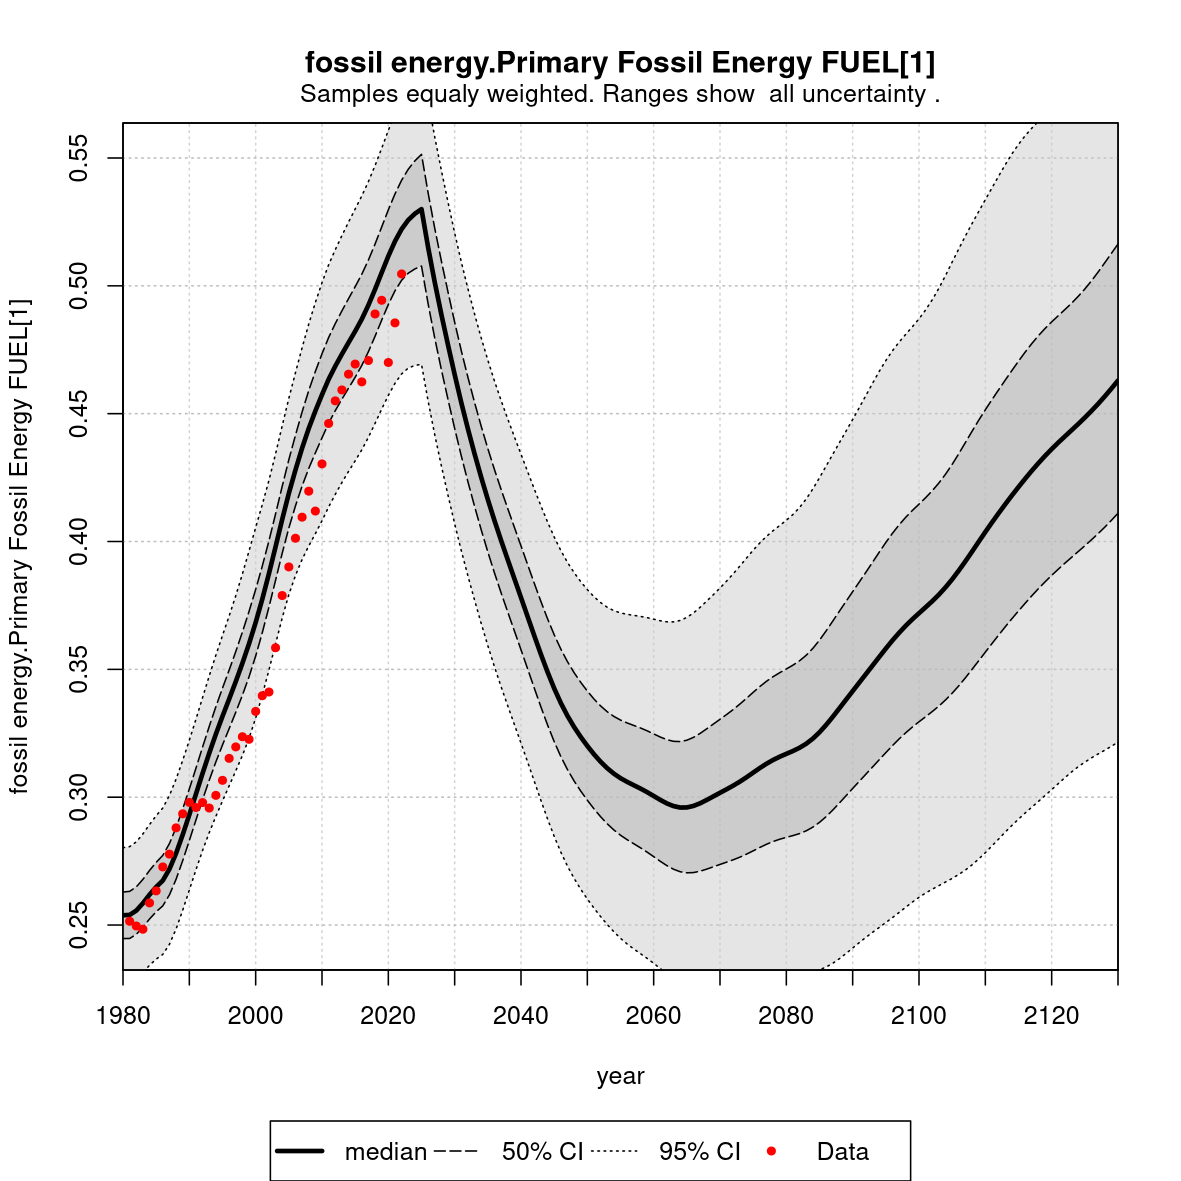 fossil energy.Primary Fossil Energy FUEL[1]
Samples equaly weighted. Ranges show  all uncertainty .
fossil energy.Primary Fossil Energy FUEL[1]
0.55
0.50
0.45
0.40
0.35
0.30
0.25
1980 2000 2020 2040 2060 2080 2100 2120
year
median 50% CI 95% CI Data